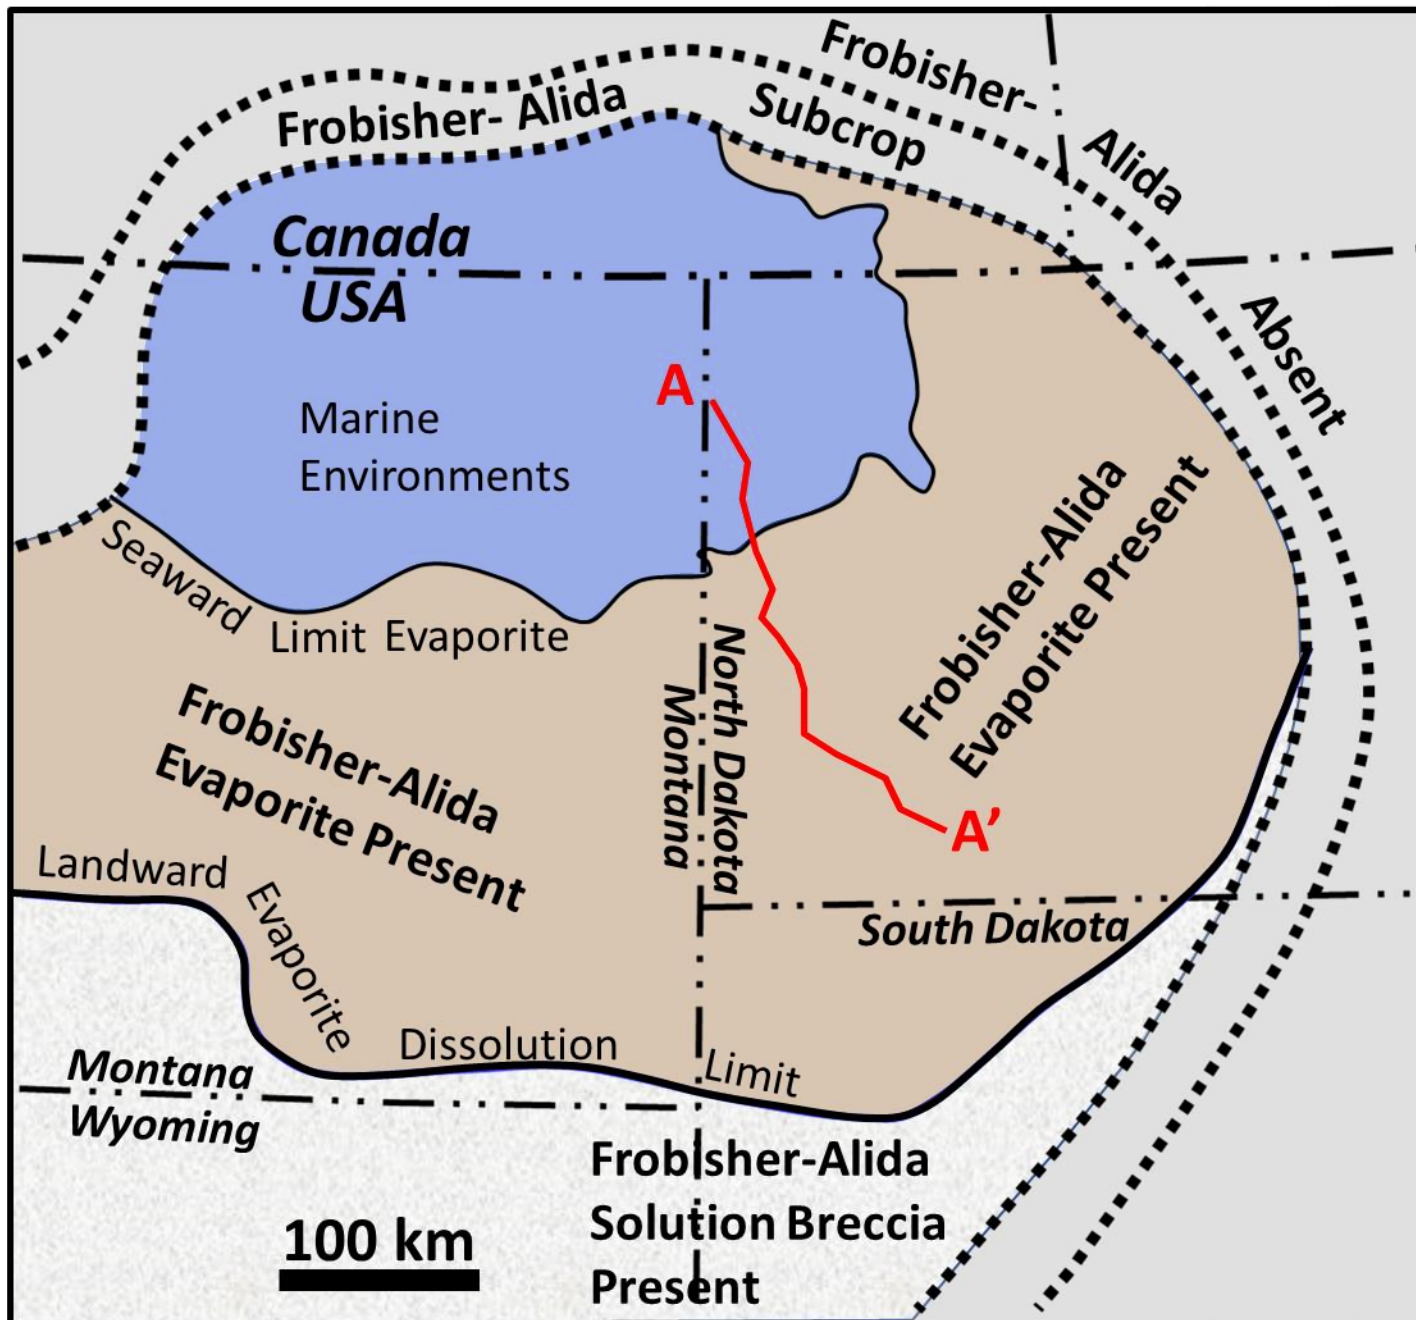 Frobisher-
Alida
Absent
Frobisher- Alida
Subcrop
Canada
USA
A
Marine
Environments
Seaward
Limit Evaporite
Frobisher-Alida
Evaporite Present
North Dakota
Montana
Frobisher-Alida
Evaporite Present
A’
Landward
Evaporite
Dissolution
Limit
South Dakota
Montana
Wyoming
Frobisher-Alida
Solution Breccia
Present
100 km